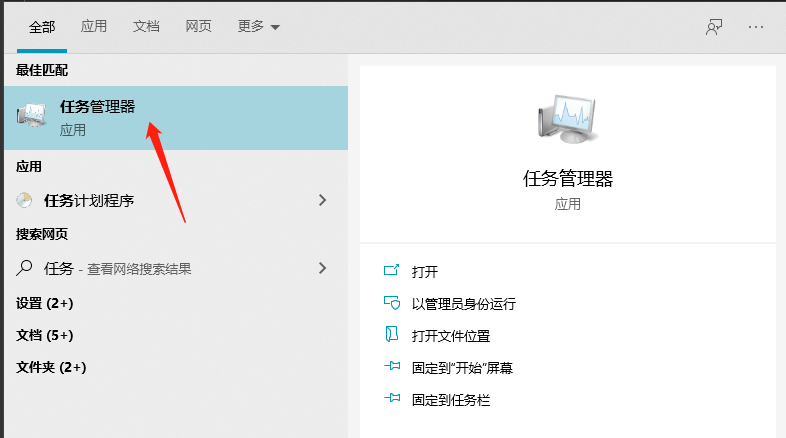 全部 应用 文档 网页 更多
最佳匹配
任务管理器
应用
应用
任务计划程序
搜索网页
任务 - 查看网络搜索结果
设置 (2+)
文档 (5+)
文件夹 (2+)
任务管理器
应用
打开
以管理员身份运行
打开文件位置
固定到"开始"屏幕
固定到任务栏